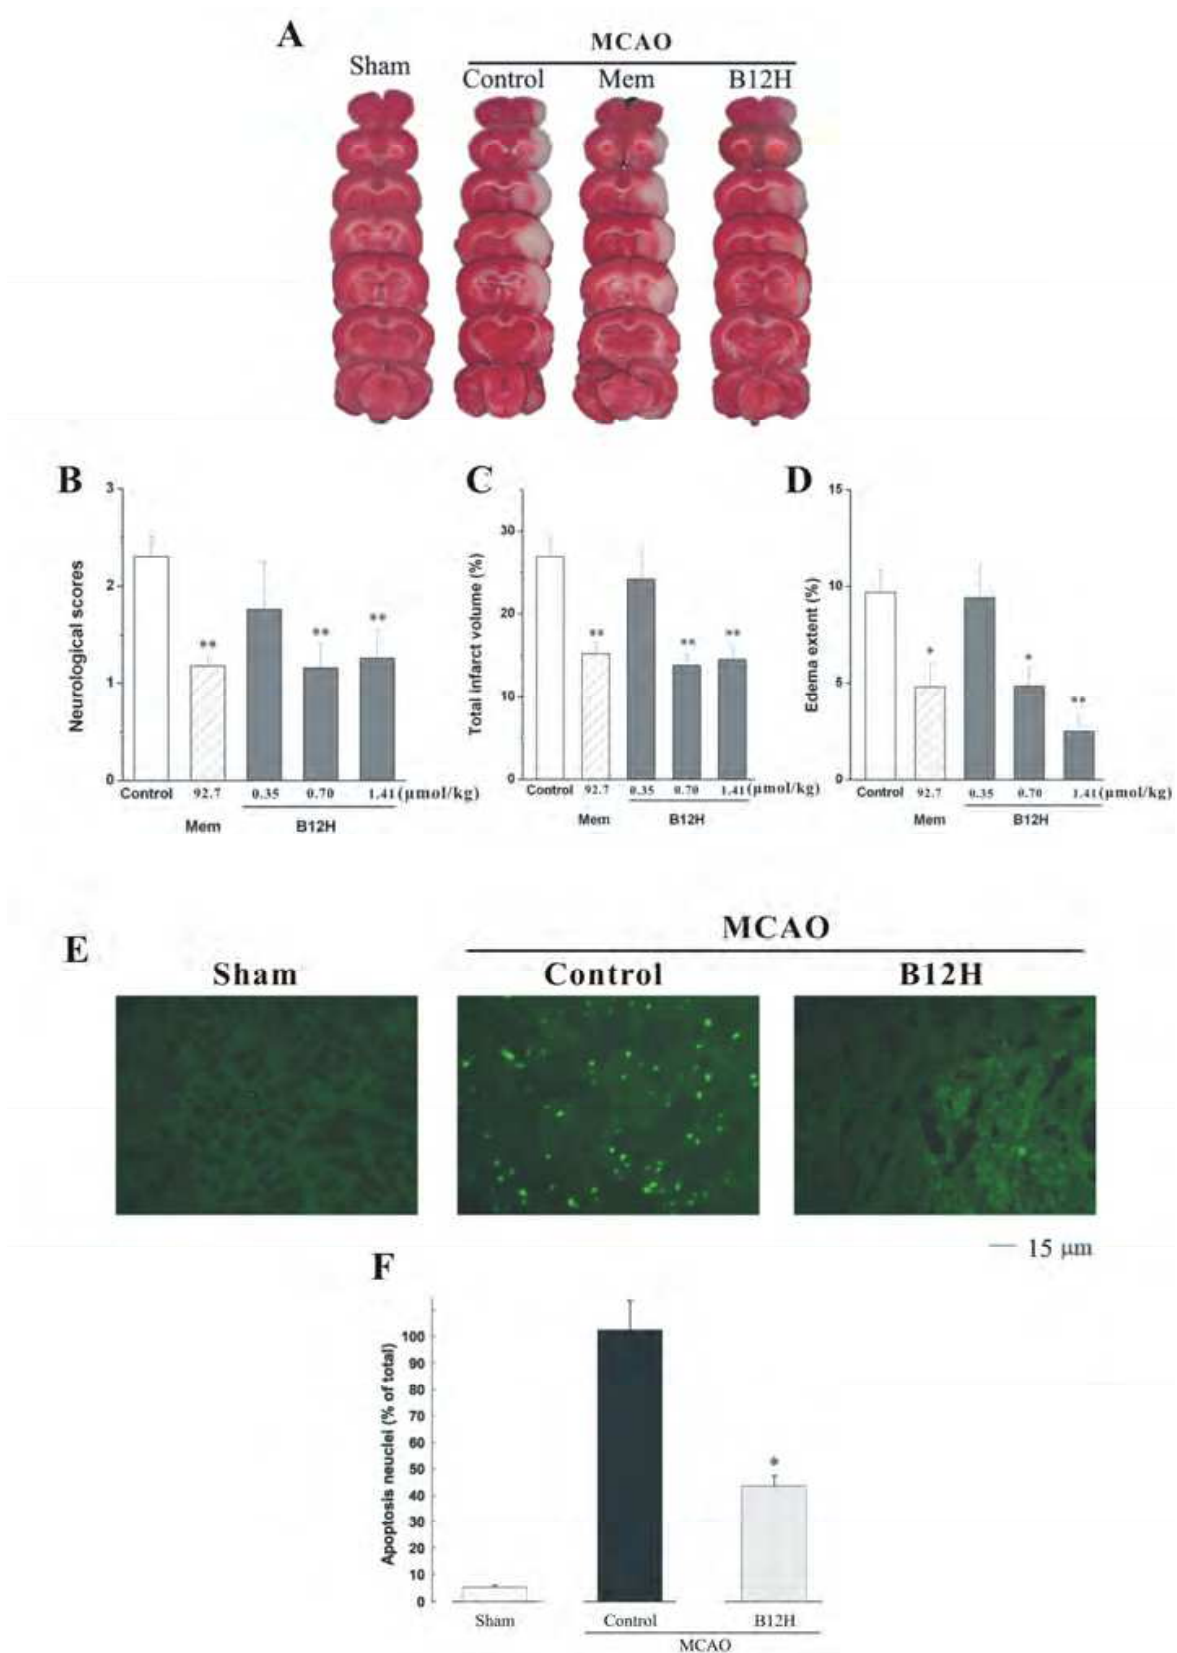 A
MCAO
Sham
Control Mem B12H
B
3
2
1
0
Neurological scores
Control 92.7 0.35 0.70 1.41 (μmol/kg)
Mem B12H
C
30
20
10
0
Total infarct volume (%)
Control 92.7 0.35 0.70 1.41 (μmol/kg)
Mem B12H
D
15
10
5
0
Edema extent (%)
Control 92.7 0.35 0.70 1.41 (μmol/kg)
Mem B12H
** ** **
** ** **
* * **
E
MCAO
Sham Control B12H
15 μm
F
100
90
80
70
60
50
40
30
20
10
0
Apoptosis neuclei (% of total)
*
Sham Control B12H
MCAO